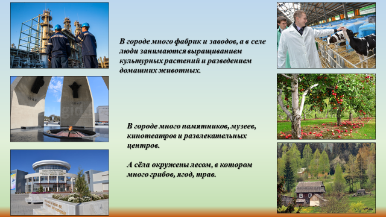 В городе много фабрик и заводов, а в селе
люди занимаются выращиванием
культурных растений и разведением
домашних животных.
В городе много памятников, музеев,
кинотеатров и развлекательных
центров.
А сёла окружены лесом, в котором
много грибов, ягод, трав.